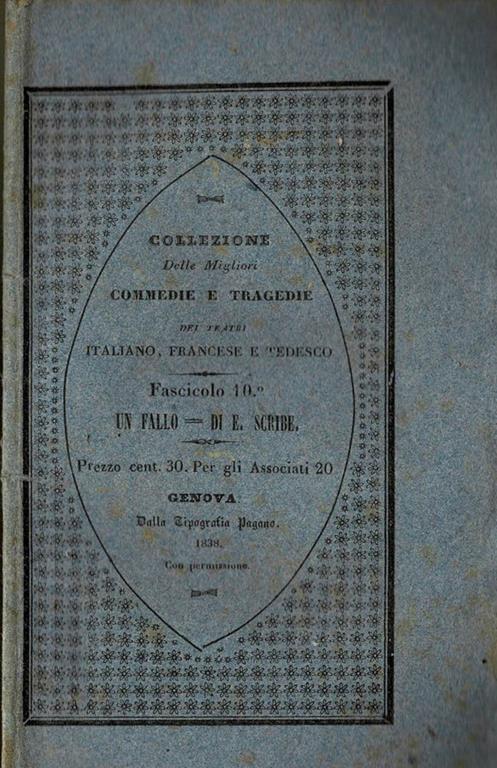 COLLEZIONE
Delle Migliori
COMMEDIE E TRAGEDIE
DEI TEATRI
ITALIANO, FRANCESE E TEDESCO
Fascicolo 10.º
UN FALLO = DI E. SCRIBE.
Prezzo cent. 30. Per gli Associati 20
GENOVA
Dalla Tipografia Pagano.
1838.
Con permissione.